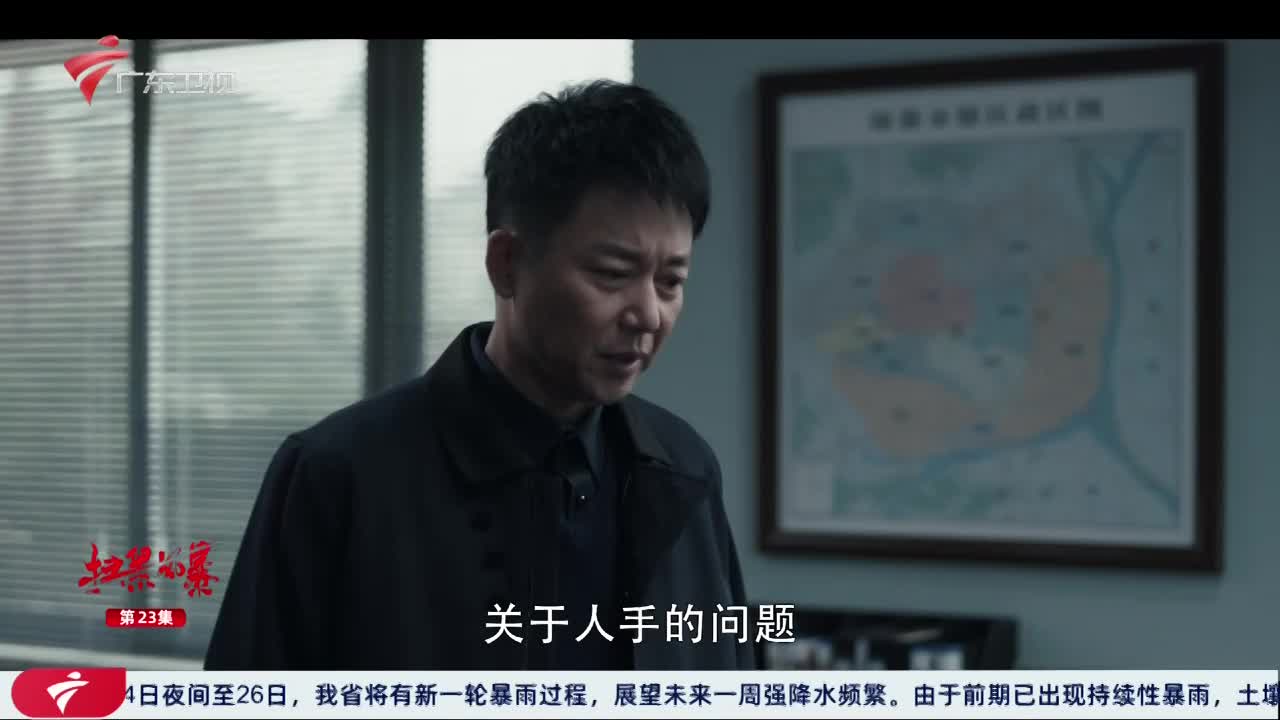 广东卫视
扫黑风暴
第23集
关于人手的问题
4日夜间至26日，我省将有新一轮暴雨过程，展望未来一周强降水频繁。由于前期已出现持续性暴雨，土壤